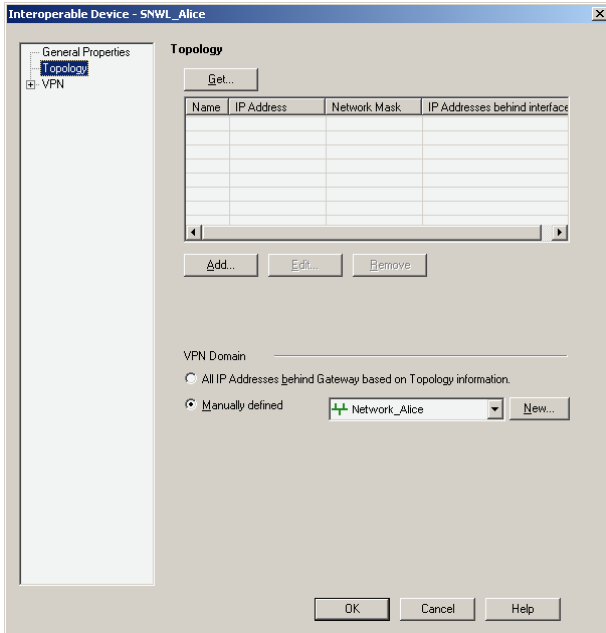 Interoperable Device - SNWL_Alice
General Properties
Topology
VPN
Topology
Get...
Name IP Address Network Mask IP Addresses behind interface
Add... Edit... Remove
VPN Domain
All IP Addresses behind Gateway based on Topology information.
Manually defined Network_Alice New...
OK Cancel Help